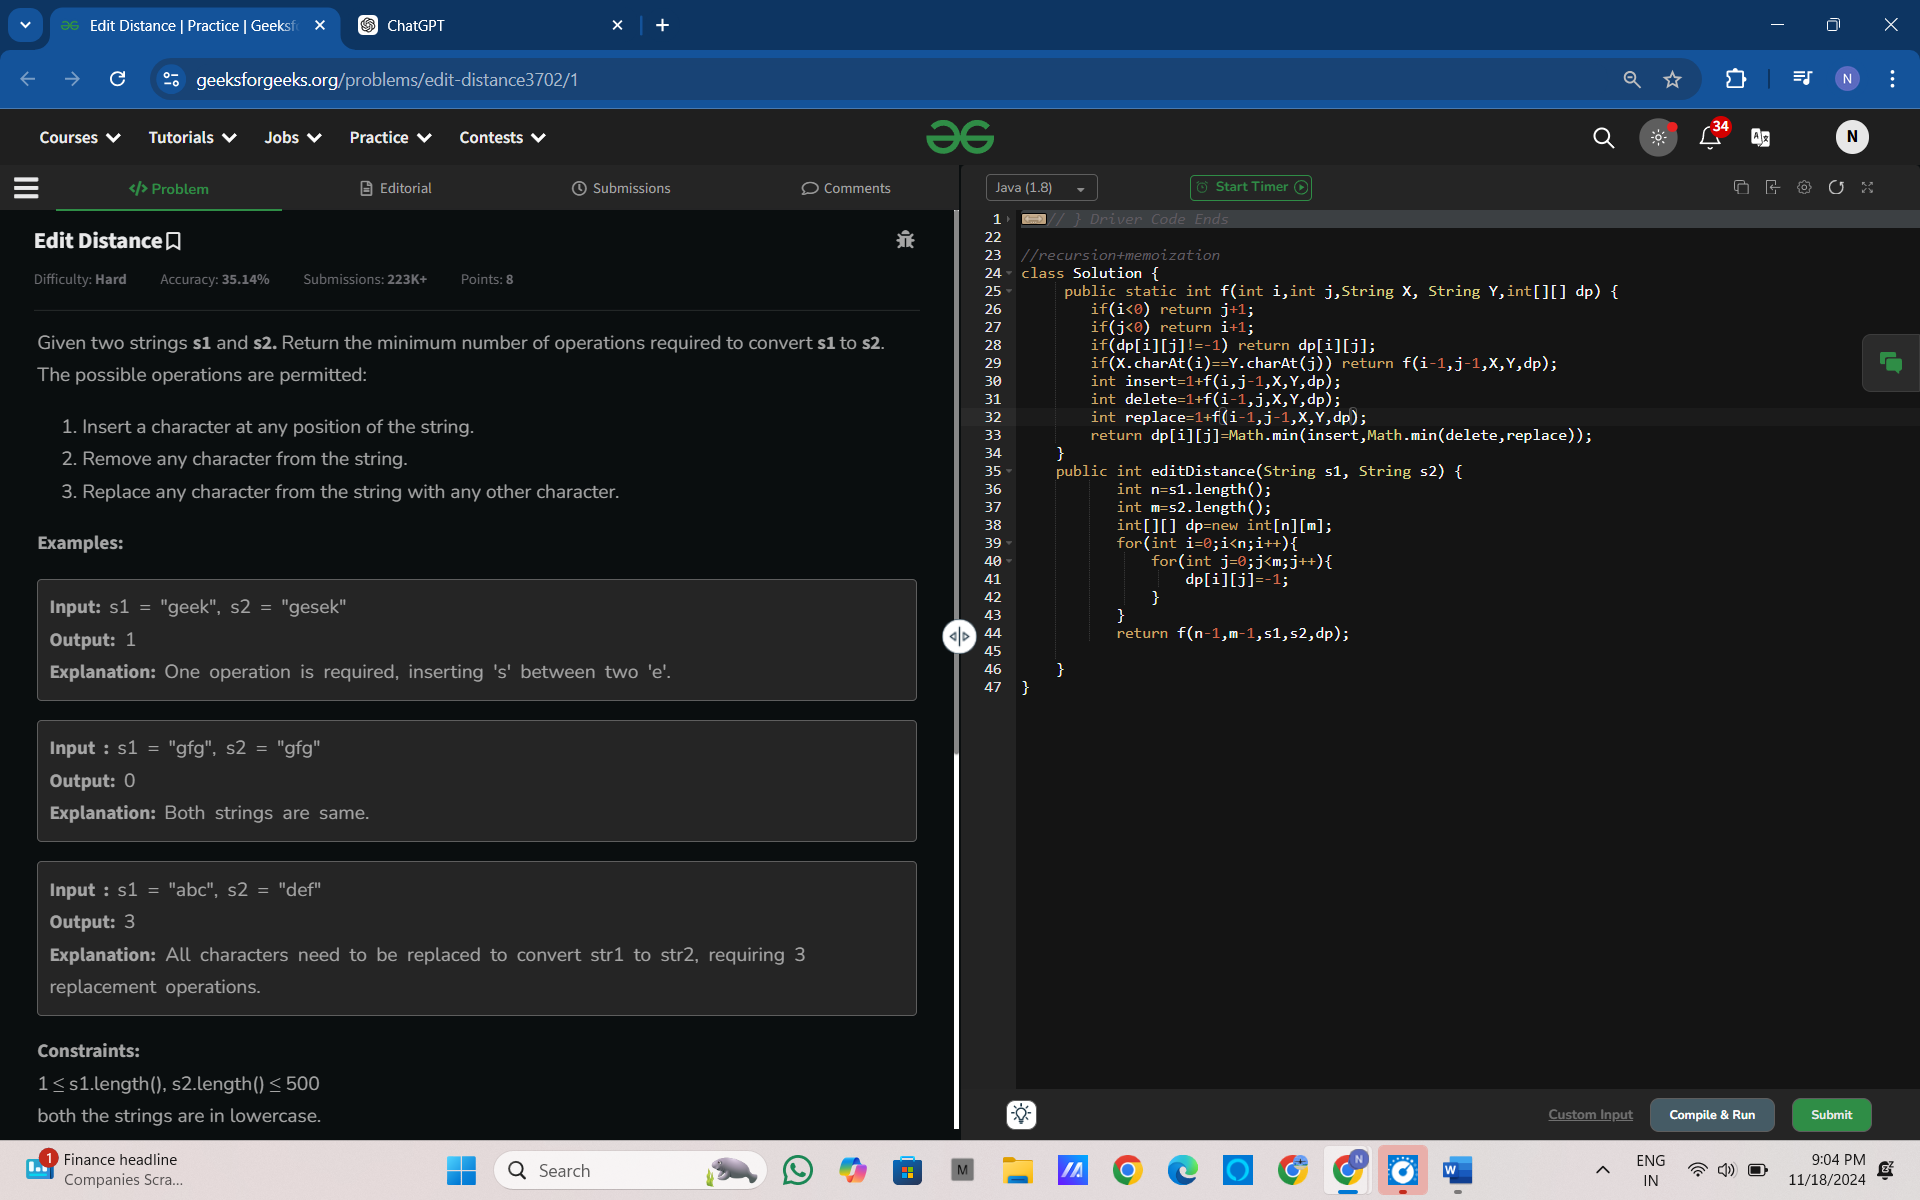 Edit Distance | Practice | Geeksf
ChatGPT
geeksforgeeks.org/problems/edit-distance3702/1
N
Courses
Tutorials
Jobs
Practice
Contests
34
N
</> Problem
Editorial
Submissions
Comments
Java (1.8)
Start Timer
Edit Distance
Difficulty: Hard
Accuracy: 35.14%
Submissions: 223K+
Points: 8
Given two strings s1 and s2. Return the minimum number of operations required to convert s1 to s2.
The possible operations are permitted:
1. Insert a character at any position of the string.
2. Remove any character from the string.
3. Replace any character from the string with any other character.
Examples:
Input: s1 = "geek", s2 = "gesek"
Output: 1
Explanation: One operation is required, inserting 's' between two 'e'.
Input : s1 = "gfg", s2 = "gfg"
Output: 0
Explanation: Both strings are same.
Input : s1 = "abc", s2 = "def"
Output: 3
Explanation: All characters need to be replaced to convert str1 to str2, requiring 3
replacement operations.
Constraints:
1 ≤ s1.length(), s2.length() ≤ 500
both the strings are in lowercase.
1 // } Driver Code Ends
22
23 //recursion+memoization
24 class Solution {
25 public static int f(int i,int j,String X, String Y,int[][] dp) {
26 if(i<0) return j+1;
27 if(j<0) return i+1;
28 if(dp[i][j]!=-1) return dp[i][j];
29 if(X.charAt(i)==Y.charAt(j)) return f(i-1,j-1,X,Y,dp);
30 int insert=1+f(i,j-1,X,Y,dp);
31 int delete=1+f(i-1,j,X,Y,dp);
32 int replace=1+f(i-1,j-1,X,Y,dp);
33 return dp[i][j]=Math.min(insert,Math.min(delete,replace));
34 }
35 public int editDistance(String s1, String s2) {
36 int n=s1.length();
37 int m=s2.length();
38 int[][] dp=new int[n][m];
39 for(int i=0;i<n;i++){
40 for(int j=0;j<m;j++){
41 dp[i][j]=-1;
42 }
43 }
44 return f(n-1,m-1,s1,s2,dp);
45
46 }
47 }
Custom Input
Compile & Run
Submit
1
Finance headline
Companies Scra...
Search
M
N
ENG
IN
9:04 PM
11/18/2024